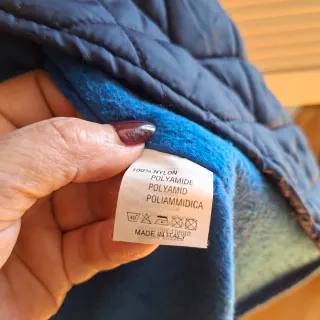 100% NYLON
POLYAMIDE
POLYAMID
POLIAMMIDICA
MADE IN ITALY